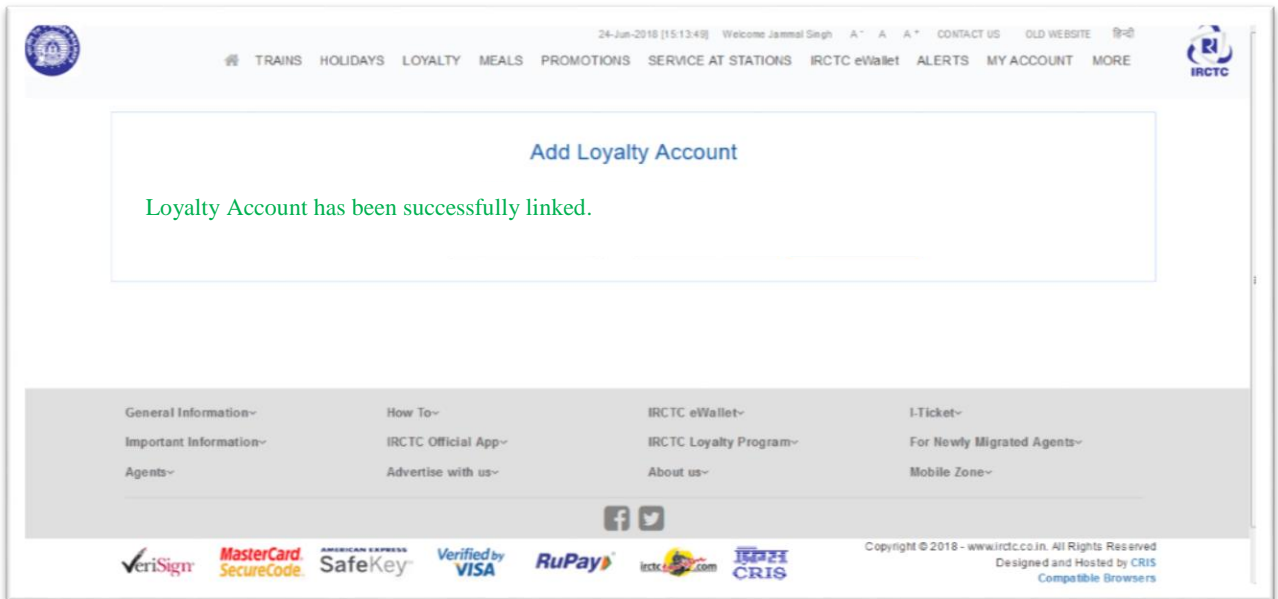 24-Jun-2018 [15:13:49] Welcome Jammal Singh A- A A+ CONTACT US OLD WEBSITE हिन्दी
TRAINS HOLIDAYS LOYALTY MEALS PROMOTIONS SERVICE AT STATIONS IRCTC eWallet ALERTS MY ACCOUNT MORE
IRCTC
Add Loyalty Account
Loyalty Account has been successfully linked.
General Information How To IRCTC eWallet I-Ticket
Important Information IRCTC Official App IRCTC Loyalty Program For Newly Migrated Agents
Agents Advertise with us About us Mobile Zone
VeriSign MasterCard. SecureCode. AMERICAN EXPRESS SafeKey Verified by VISA RuPay irctc .com क्रिस CRIS
Copyright © 2018 - www.irctc.co.in. All Rights Reserved
Designed and Hosted by CRIS
Compatible Browsers